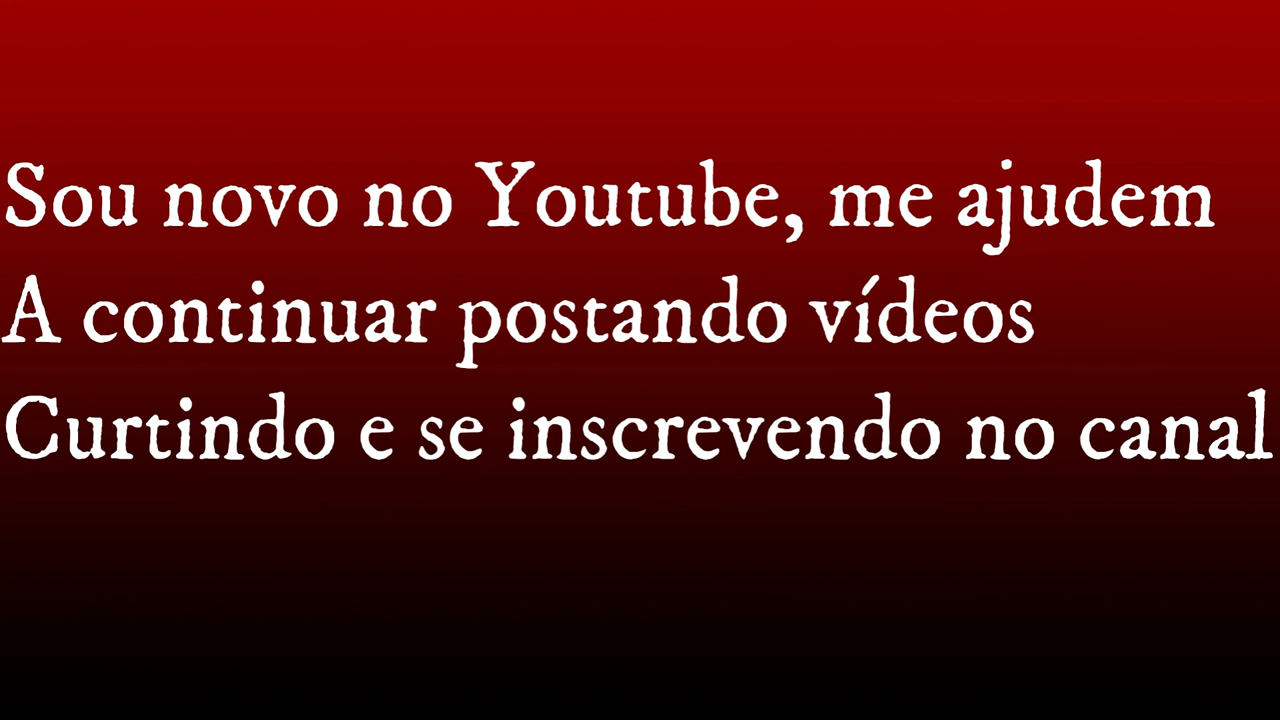 Sou novo no Youtube, me ajudem
A continuar postando vídeos
Curtindo e se inscrevendo no canal